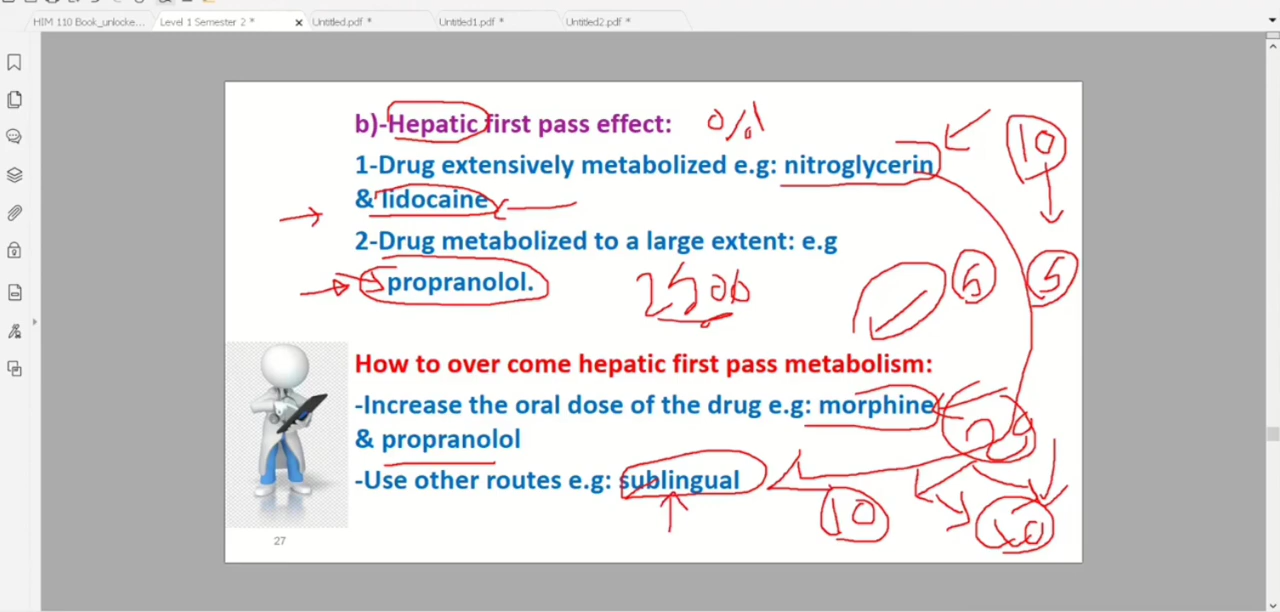 HIM 110 Book_unlocke... Level 1 Semester 2 * Untitled.pdf * Untitled1.pdf * Untitled2.pdf *
b)-Hepatic first pass effect:
10
1-Drug extensively metabolized e.g: nitroglycerin
& lidocaine
2-Drug metabolized to a large extent: e.g
propranolol.
5 5
How to over come hepatic first pass metabolism:
-Increase the oral dose of the drug e.g: morphine
& propranolol
-Use other routes e.g: sublingual
10
27